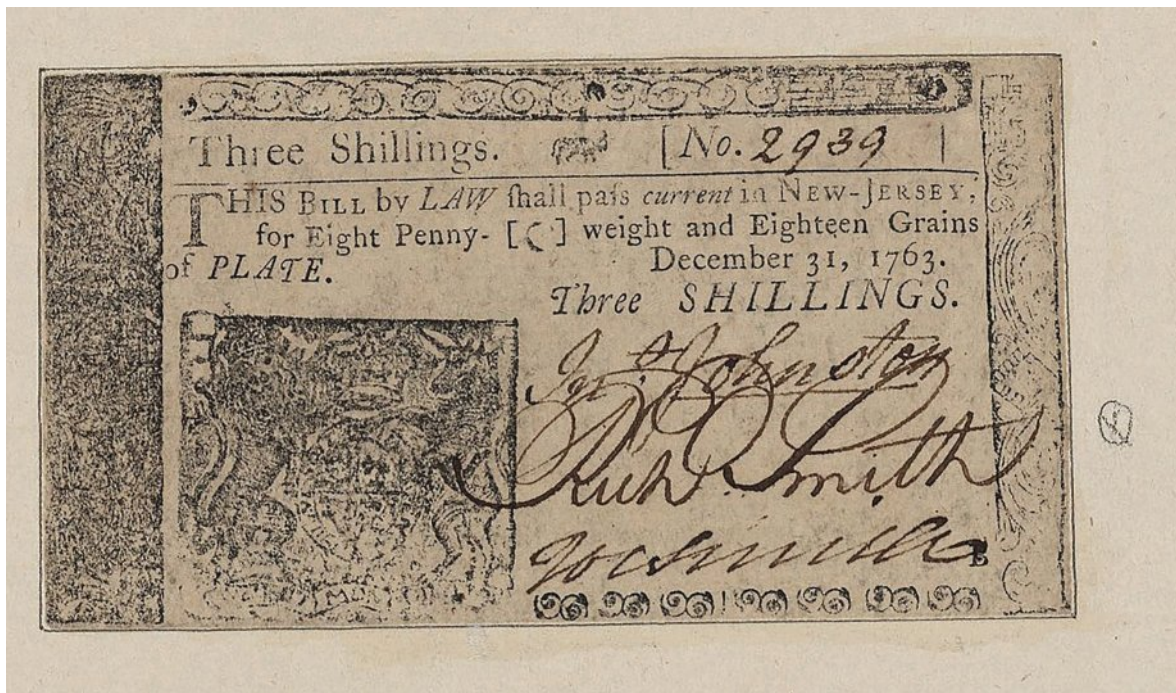 Three Shillings. [No. 2939]
THIS BILL by LAW ſhall paſs current in NEW-JERSEY,
for Eight Penny- [ ] weight and Eighteen Grains
of PLATE. December 31, 1763.
Three SHILLINGS.
Johnston
Richd. Smith
B